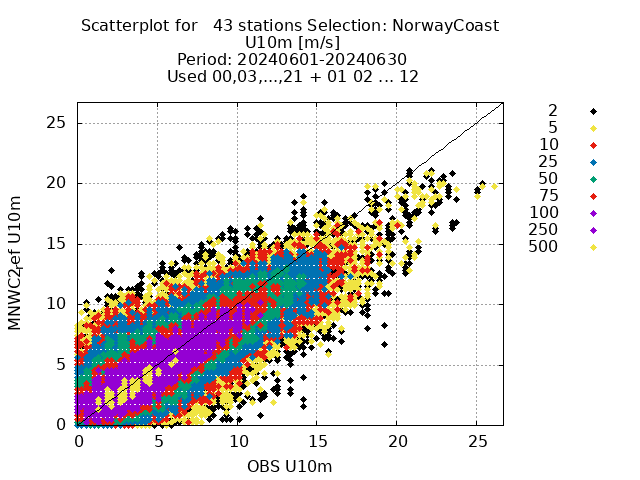 Scatterplot for   43 stations Selection: NorwayCoast
U10m [m/s]
Period: 20240601-20240630
Used 00,03,...,21 + 01 02 ... 12
2
5
10
25
50
75
100
250
500
25
20
15
10
5
0
MNWC2ref U10m
0 5 10 15 20 25
OBS U10m